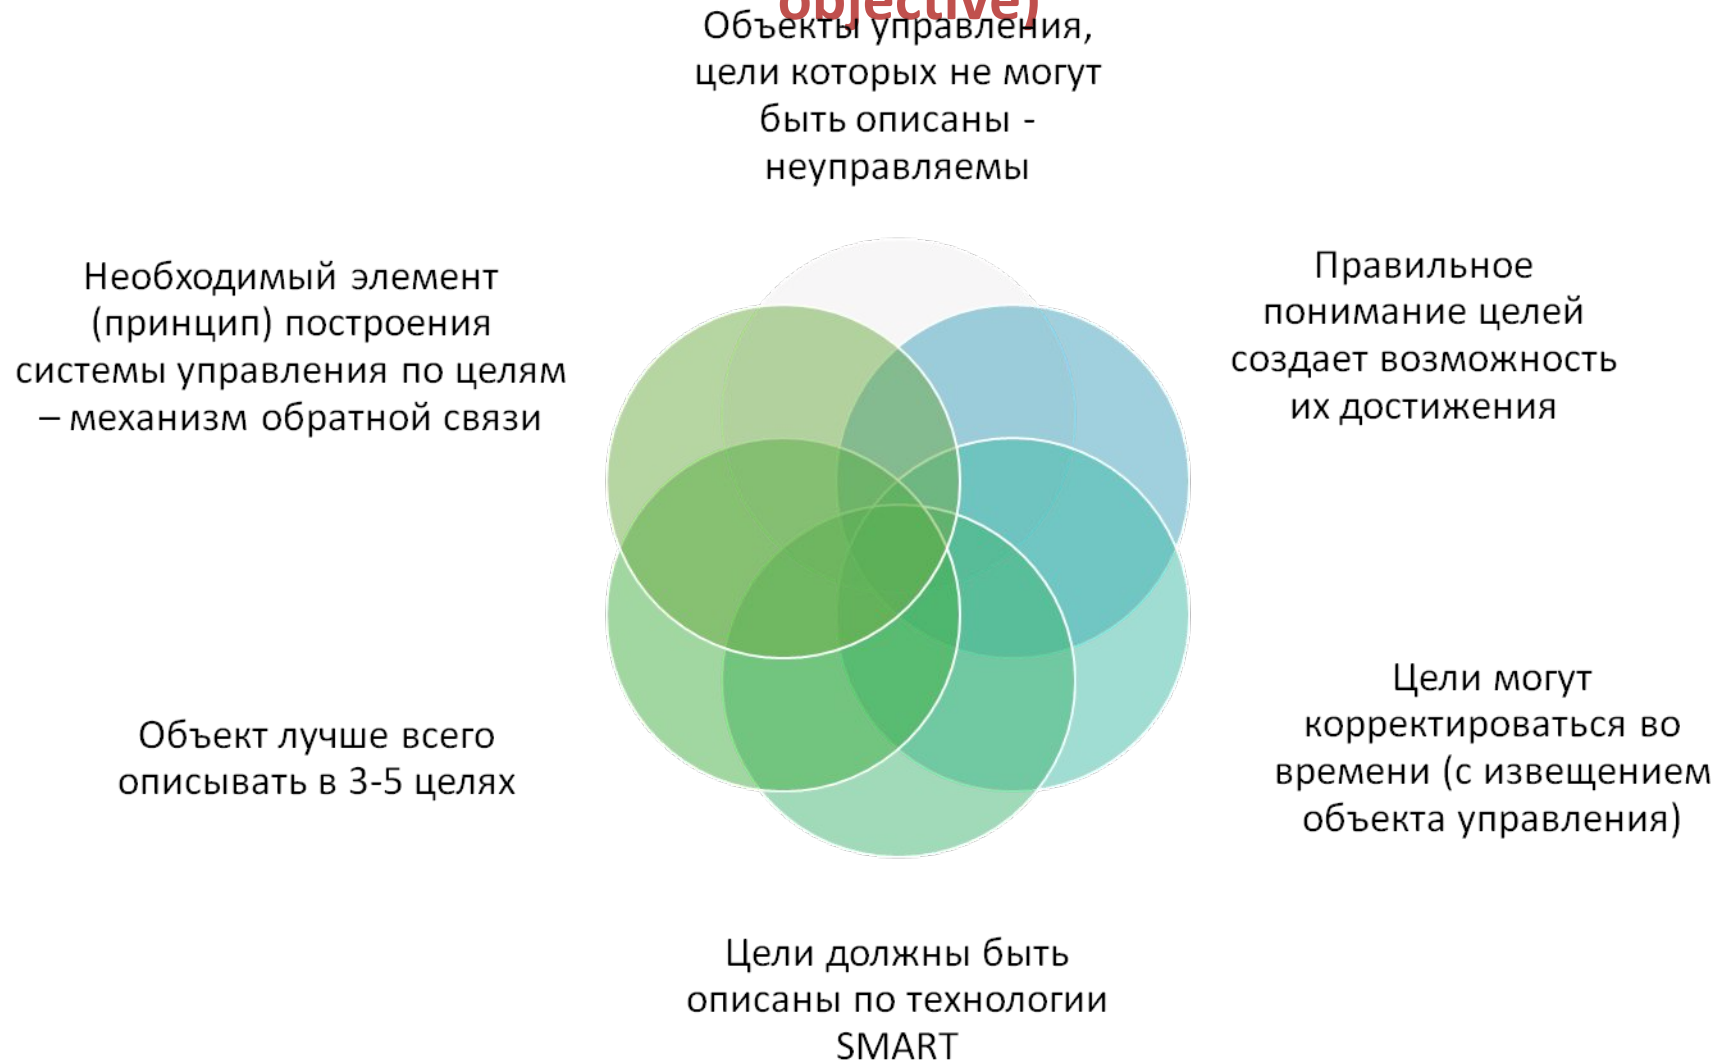 objective)
Объекты управления,
цели которых не могут
быть описаны -
неуправляемы
Правильное
понимание целей
создает возможность
их достижения
Цели могут
корректироваться во
времени (с извещением
объекта управления)
Цели должны быть
описаны по технологии
SMART
Объект лучше всего
описывать в 3-5 целях
Необходимый элемент
(принцип) построения
системы управления по целям
– механизм обратной связи